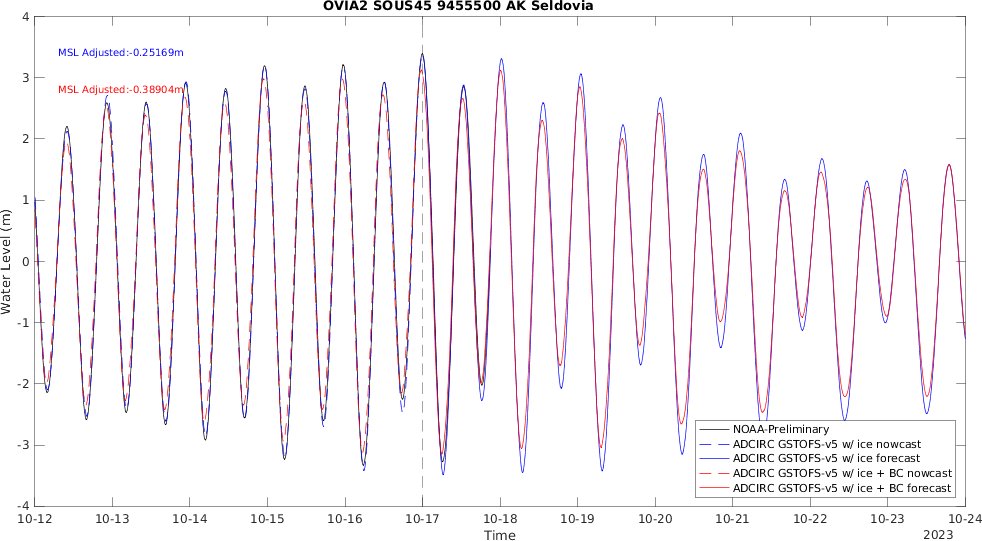 OVIA2 SOUS45 9455500 AK Seldovia
MSL Adjusted:-0.25169m
MSL Adjusted:-0.38904m
Water Level (m)
4
3
2
1
0
-1
-2
-3
-4
NOAA-Preliminary
ADCIRC GSTOFS-v5 w/ ice nowcast
ADCIRC GSTOFS-v5 w/ ice forecast
ADCIRC GSTOFS-v5 w/ ice + BC nowcast
ADCIRC GSTOFS-v5 w/ ice + BC forecast
10-12 10-13 10-14 10-15 10-16 10-17 10-18 10-19 10-20 10-21 10-22 10-23 10-24
Time
2023